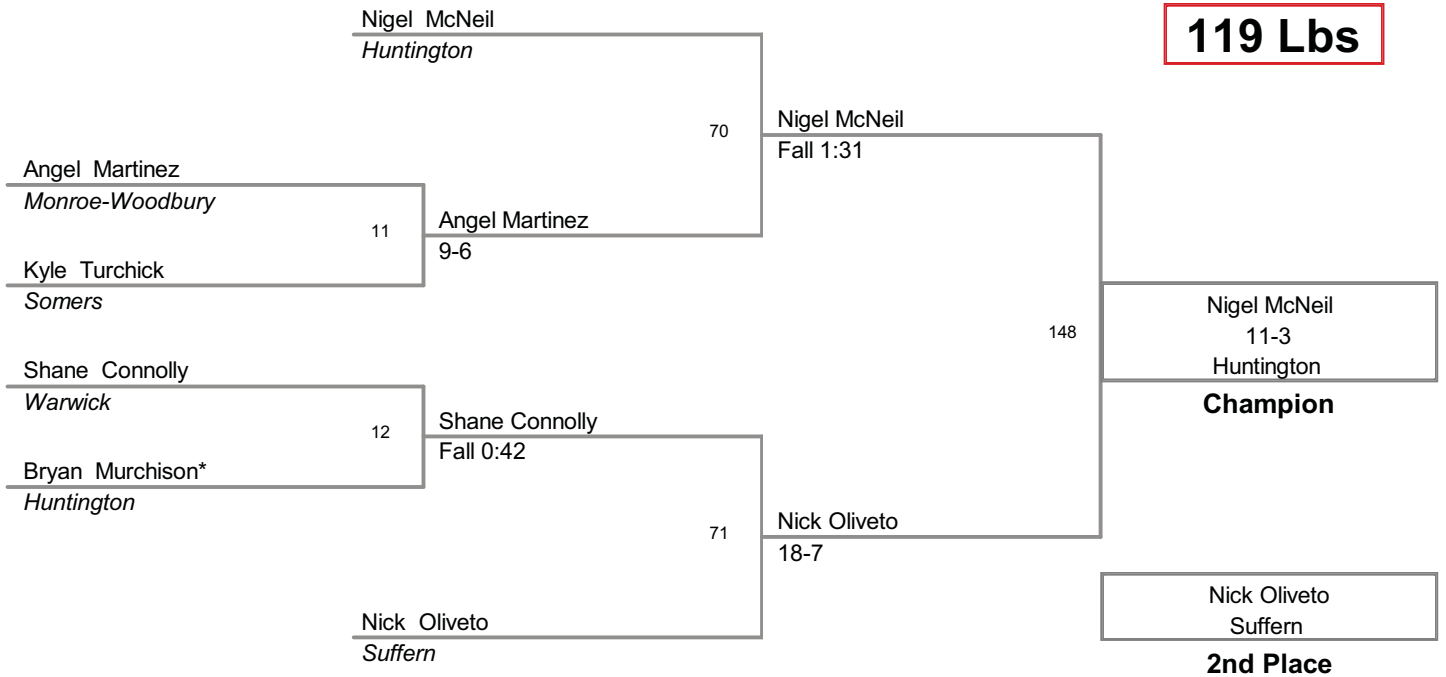 Nigel McNeil
Huntington
119 Lbs
70
Nigel McNeil
Fall 1:31
Angel Martinez
Monroe-Woodbury
11
Angel Martinez
9-6
Kyle Turchick
Somers
Nigel McNeil
11-3
Huntington
148
Champion
Shane Connolly
Warwick
12
Shane Connolly
Fall 0:42
Bryan Murchison*
Huntington
71
Nick Oliveto
18-7
Nick Oliveto
Suffern
Nick Oliveto
Suffern
2nd Place